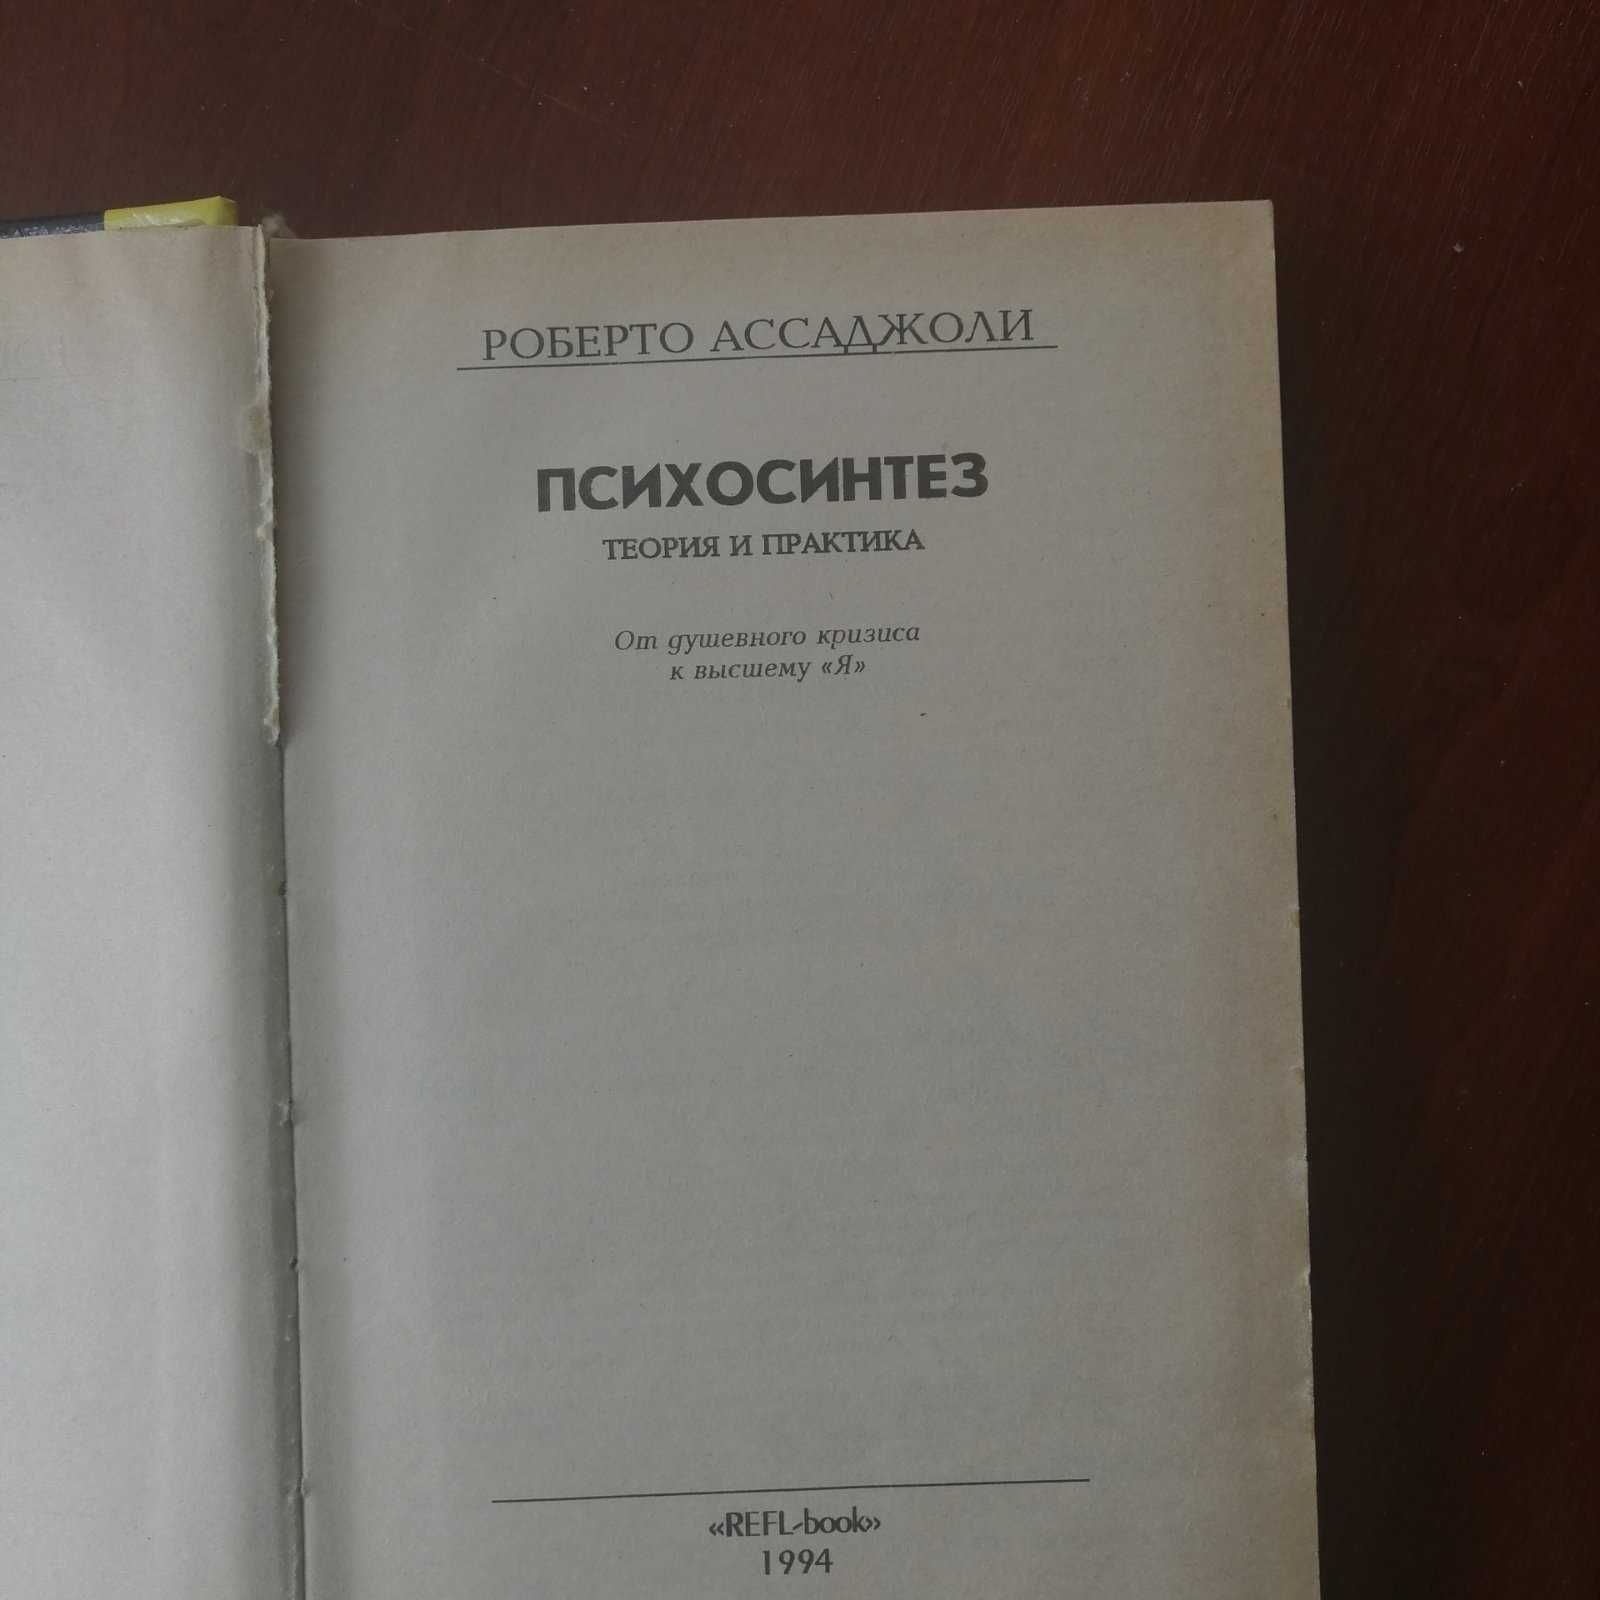 РОБЕРТО АССАДЖОЛИ
ПСИХОСИНТЕЗ
ТЕОРИЯ И ПРАКТИКА
От душевного кризиса
к высшему «Я»
«REFL-book»
1994